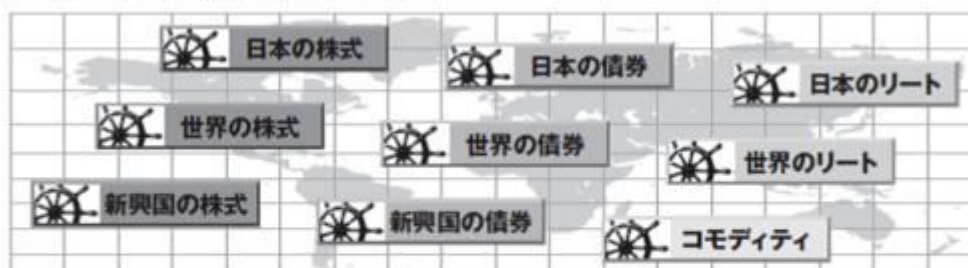 日本の株式
日本の債券
日本のリート
世界の株式
世界の債券
世界のリート
新興国の株式
新興国の債券
コモディティ